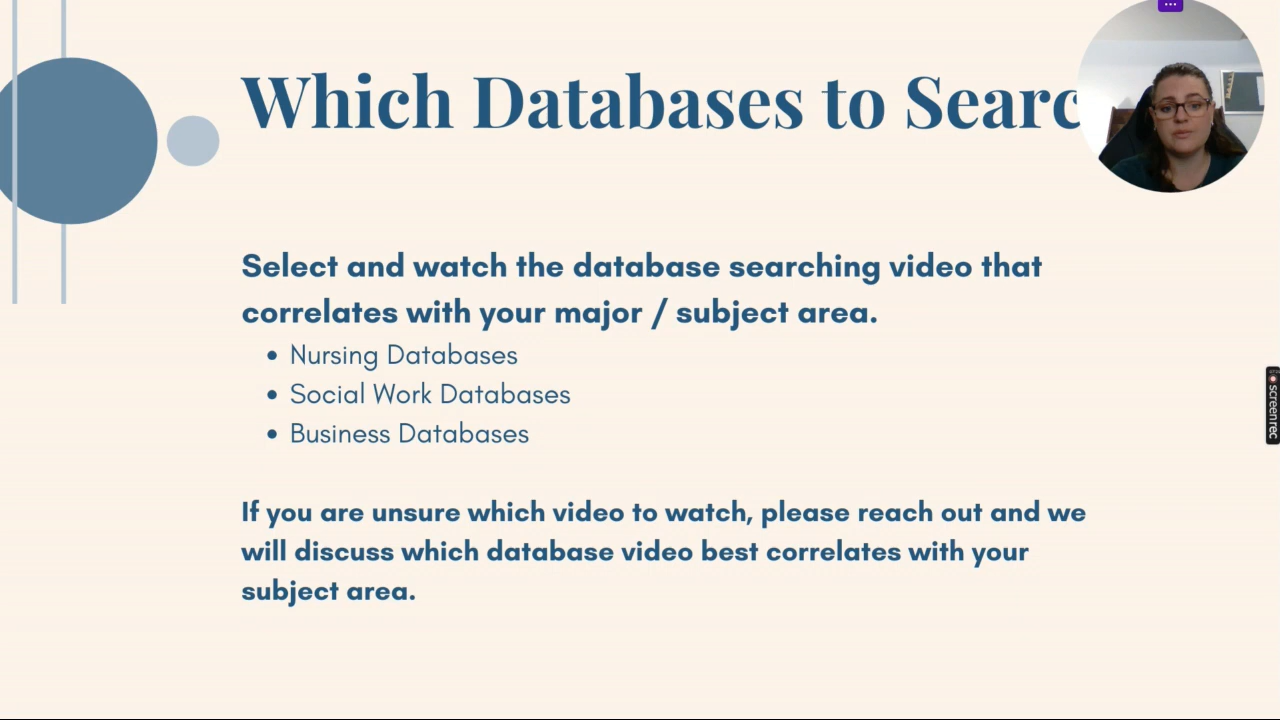 Which Databases to Searc
Select and watch the database searching video that
correlates with your major / subject area.
• Nursing Databases
• Social Work Databases
• Business Databases
If you are unsure which video to watch, please reach out and we
will discuss which database video best correlates with your
subject area.
screenrec